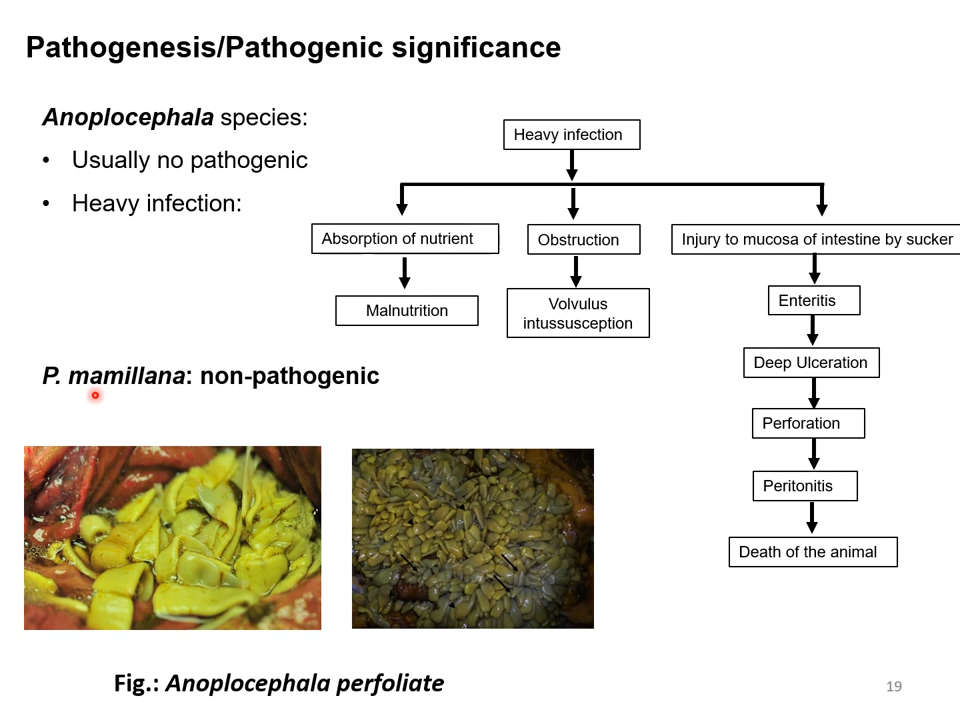 Pathogenesis/Pathogenic significance
Anoplocephala species:
• Usually no pathogenic
• Heavy infection:
Heavy infection
Absorption of nutrient
Malnutrition
Obstruction
Volvulus
intussusception
Injury to mucosa of intestine by sucker
Enteritis
Deep Ulceration
Perforation
Peritonitis
Death of the animal
P. mamillana: non-pathogenic
Fig.: Anoplocephala perfoliate
19